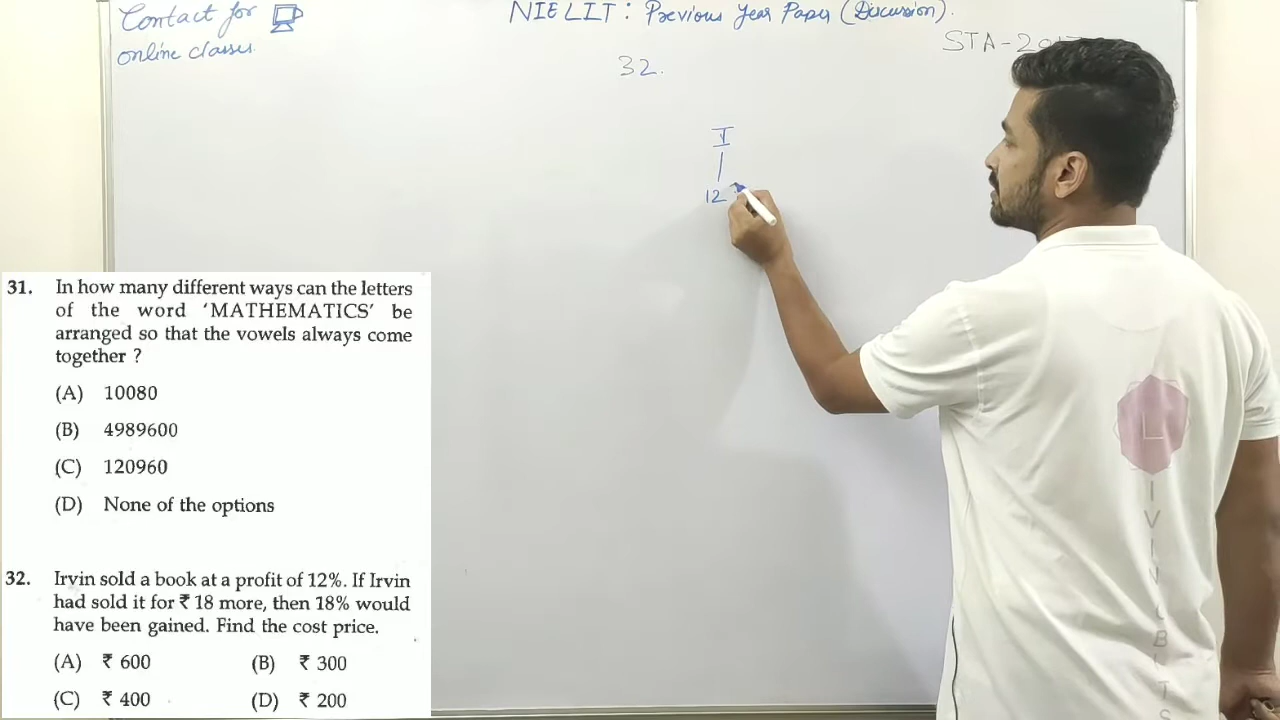 Contact for
online classes.
NIELIT : Previous Year Paper (Discussion).
STA-2017
32.
I
12
31. In how many different ways can the letters
of the word ‘MATHEMATICS’ be
arranged so that the vowels always come
together ?
(A) 10080
(B) 4989600
(C) 120960
(D) None of the options
32. Irvin sold a book at a profit of 12%. If Irvin
had sold it for ₹ 18 more, then 18% would
have been gained. Find the cost price.
(A) ₹ 600 (B) ₹ 300
(C) ₹ 400 (D) ₹ 200
L